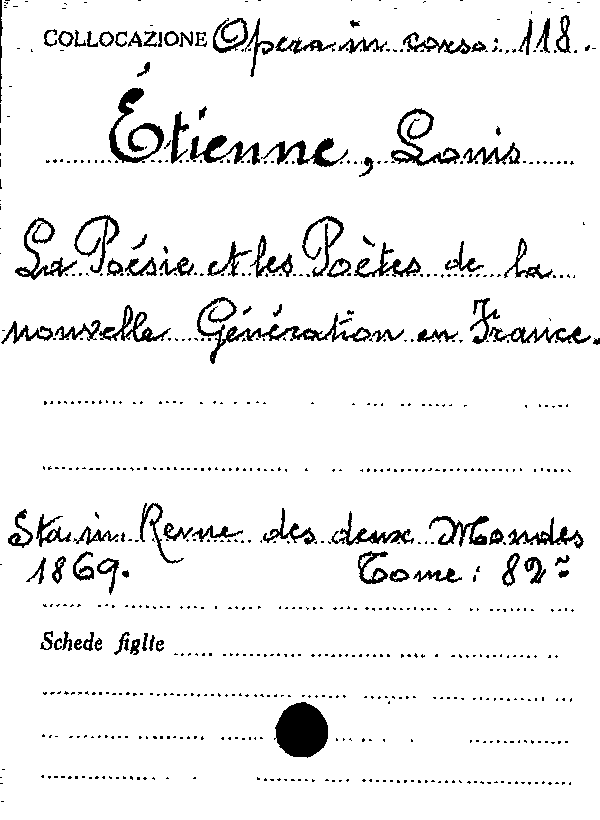 COLLOCAZIONE Opera in corso: 118.
Étienne, Louis
La Poésie et les Poètes de la
nouvelle Génération en France.
Sta in Revue des deux Mondes
1869. Tome: 82º
Schede figlie